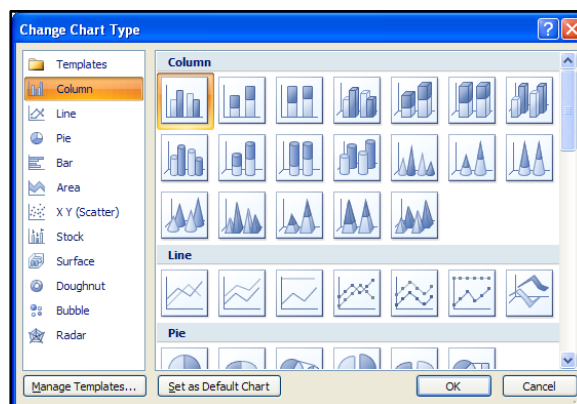 Change Chart Type
Templates
Column
Line
Pie
Bar
Area
X Y (Scatter)
Stock
Surface
Doughnut
Bubble
Radar
Column
Line
Pie
Manage Templates...
Set as Default Chart
OK
Cancel